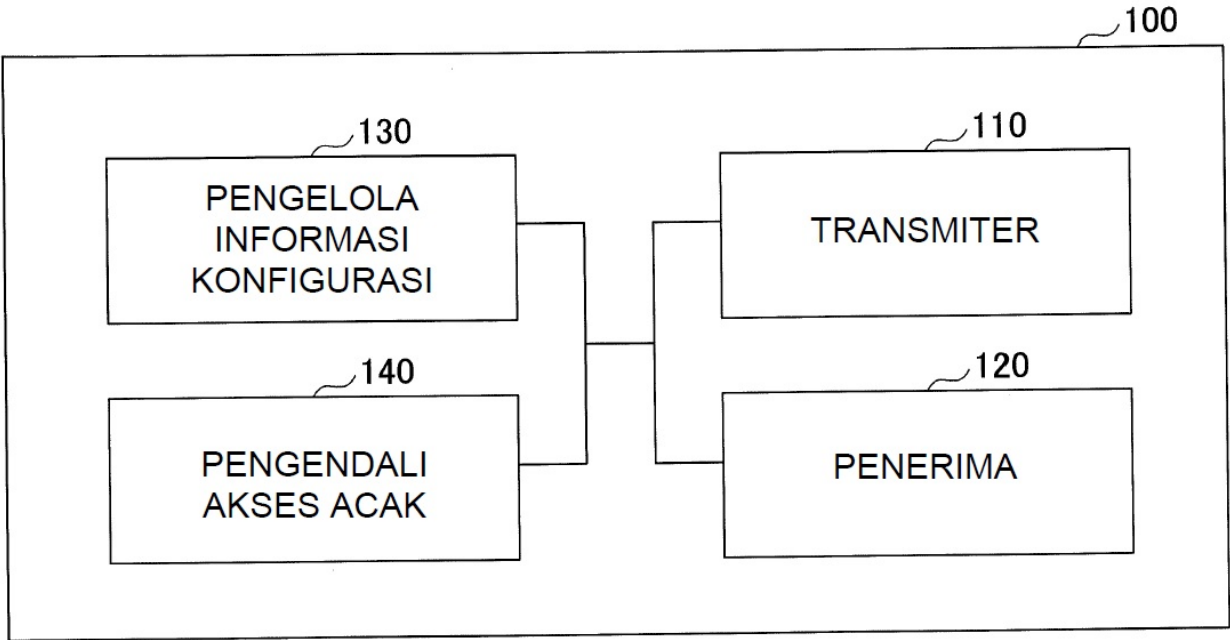 100
130
PENGELOLA
INFORMASI
KONFIGURASI
110
TRANSMITER
140
PENGENDALI
AKSES ACAK
120
PENERIMA